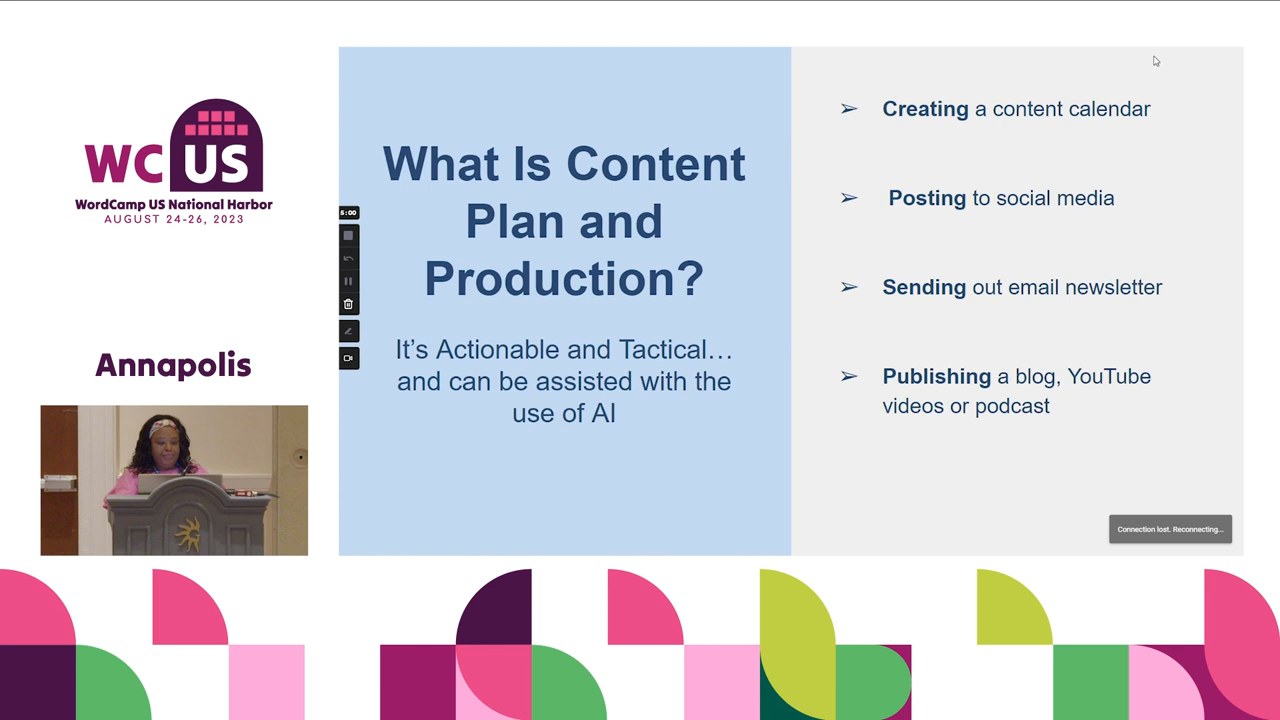 WC US
WordCamp US National Harbor
AUGUST 24-26, 2023
Annapolis
5:00
What Is Content
Plan and
Production?
It’s Actionable and Tactical…
and can be assisted with the
use of AI
➢ Creating a content calendar
➢ Posting to social media
➢ Sending out email newsletter
➢ Publishing a blog, YouTube
videos or podcast
Connection lost. Reconnecting...